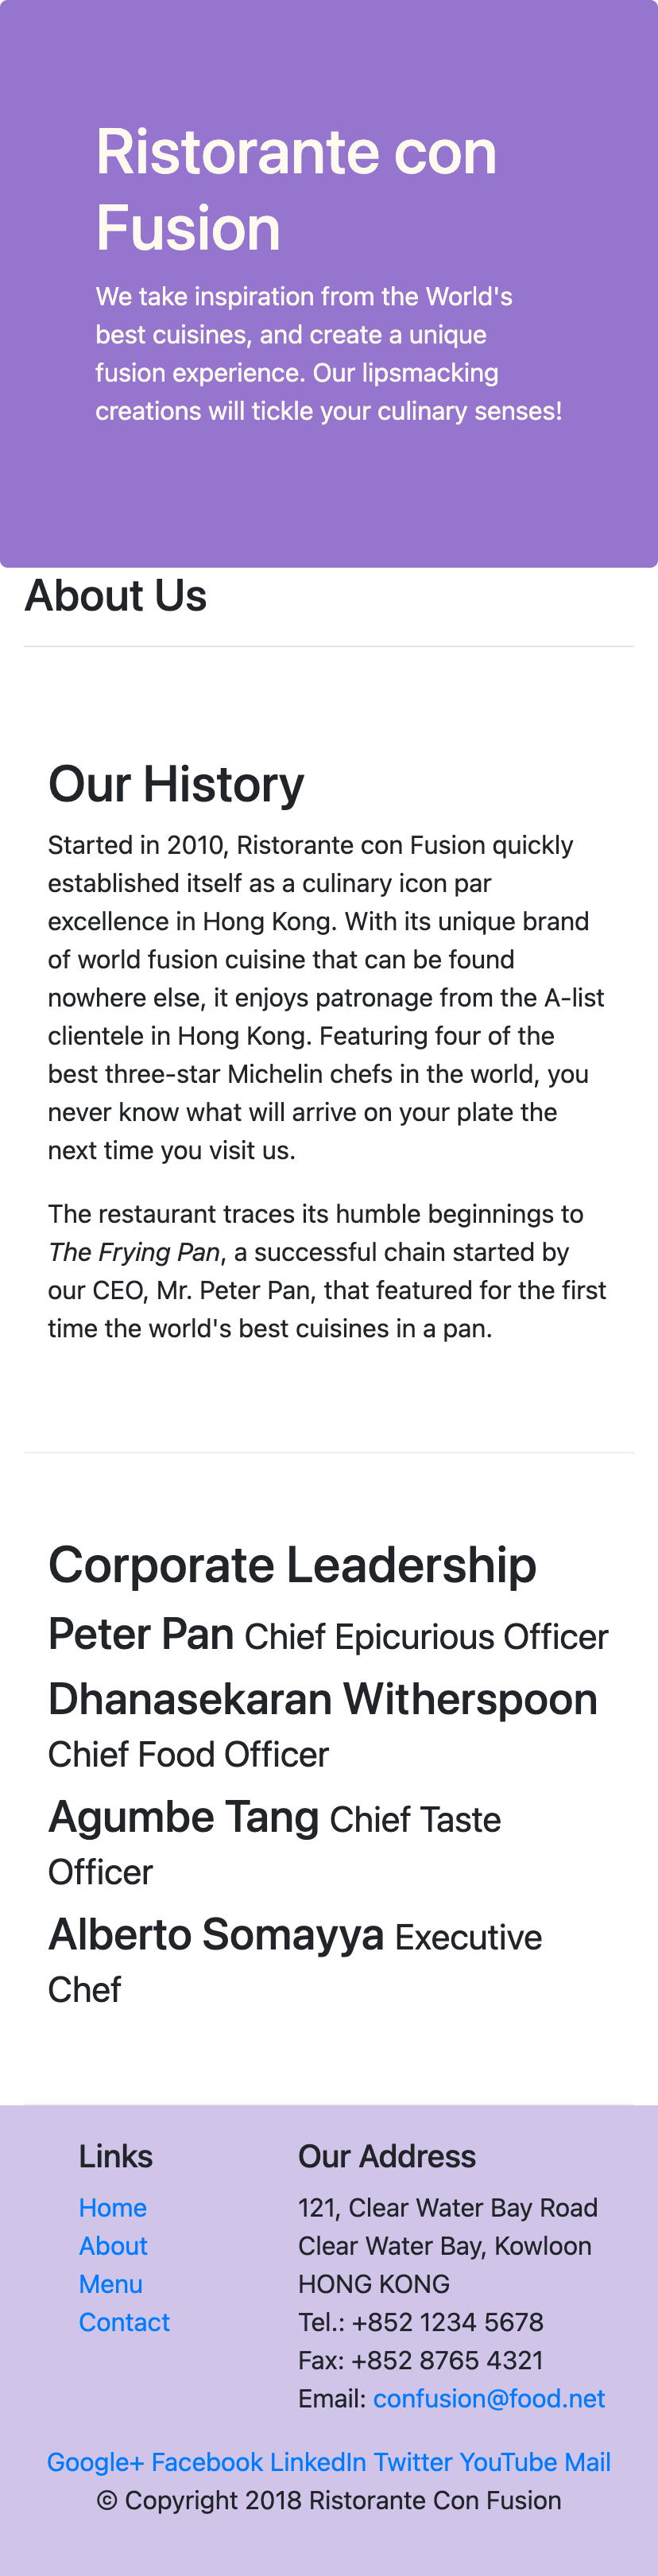 Ristorante con
Fusion
We take inspiration from the World's
best cuisines, and create a unique
fusion experience. Our lipsmacking
creations will tickle your culinary senses!
About Us
Our History
Started in 2010, Ristorante con Fusion quickly
established itself as a culinary icon par
excellence in Hong Kong. With its unique brand
of world fusion cuisine that can be found
nowhere else, it enjoys patronage from the A-list
clientele in Hong Kong. Featuring four of the
best three-star Michelin chefs in the world, you
never know what will arrive on your plate the
next time you visit us.
The restaurant traces its humble beginnings to
The Frying Pan, a successful chain started by
our CEO, Mr. Peter Pan, that featured for the first
time the world's best cuisines in a pan.
Corporate Leadership
Peter Pan Chief Epicurious Officer
Dhanasekaran Witherspoon
Chief Food Officer
Agumbe Tang Chief Taste
Officer
Alberto Somayya Executive
Chef
Links
Home
About
Menu
Contact
Our Address
121, Clear Water Bay Road
Clear Water Bay, Kowloon
HONG KONG
Tel.: +852 1234 5678
Fax: +852 8765 4321
Email: confusion@food.net
Google+ Facebook LinkedIn Twitter YouTube Mail
© Copyright 2018 Ristorante Con Fusion